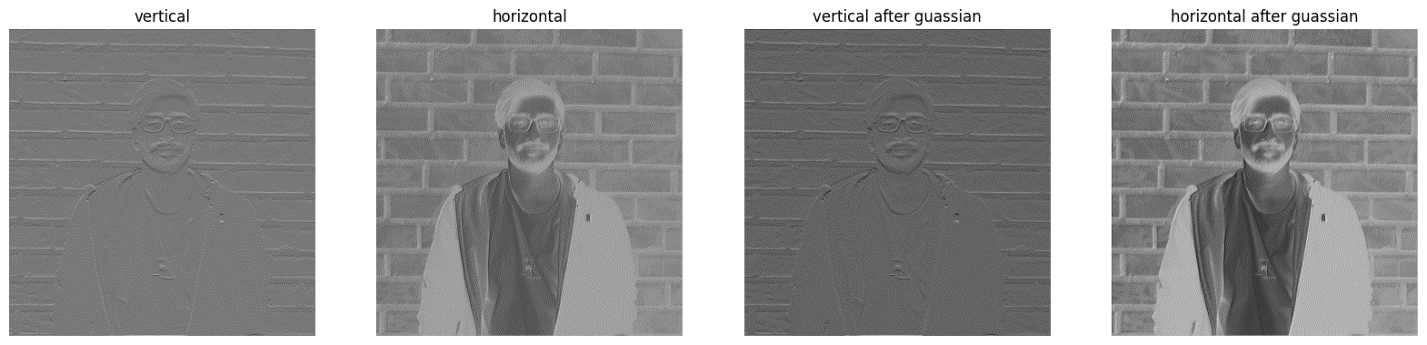 vertical
horizontal
vertical after guassian
horizontal after guassian